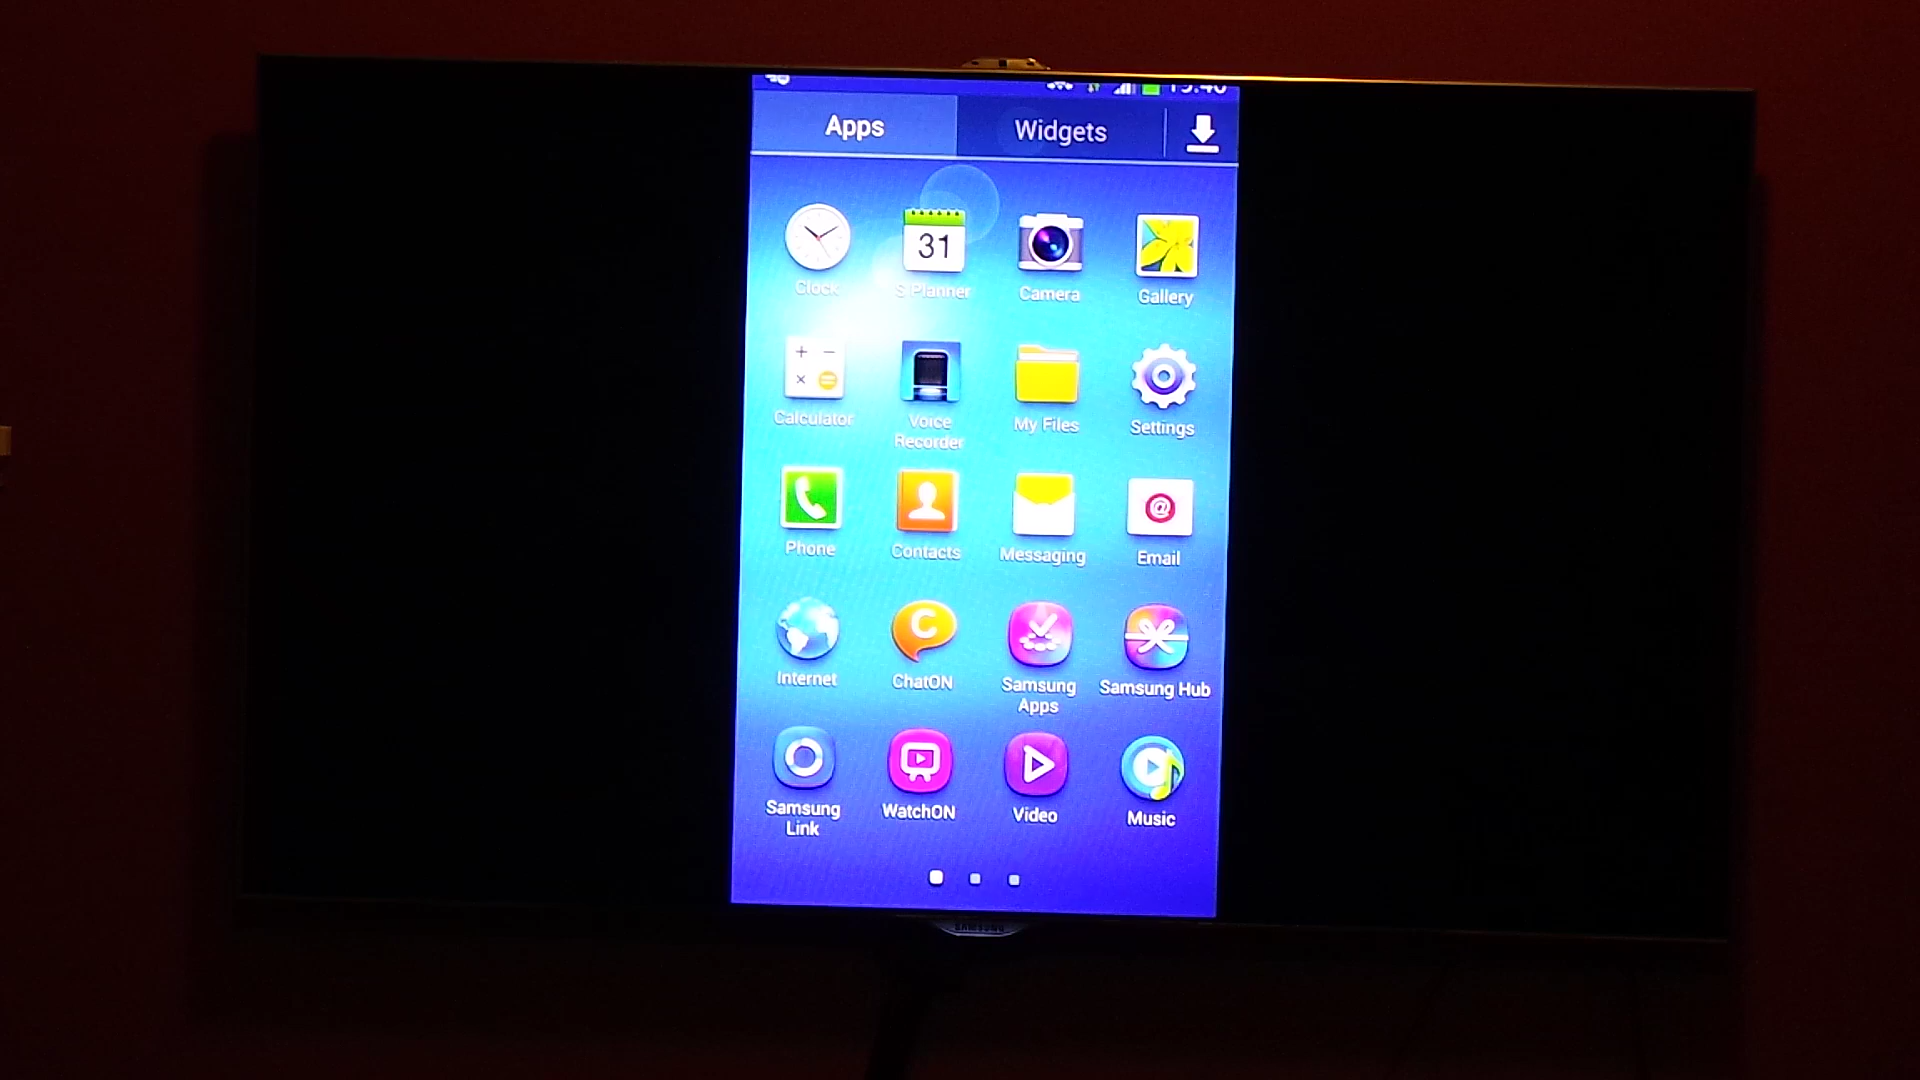 Apps Widgets
31
Clock S Planner Camera Gallery
Calculator Voice Recorder My Files Settings
@
Phone Contacts Messaging Email
C
Internet ChatON Samsung Apps Samsung Hub
Samsung Link WatchON Video Music
SAMSUNG